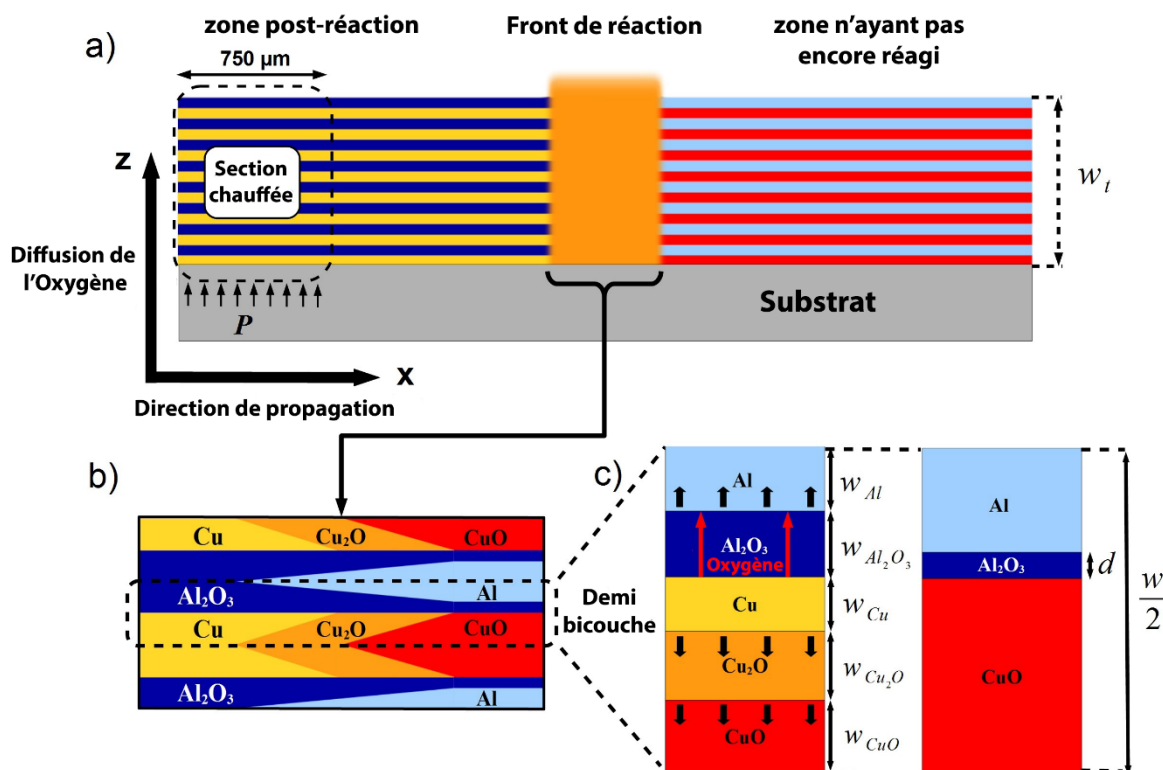 a)
zone post-réaction
Front de réaction
zone n'ayant pas
encore réagi
750 µm
Section
chauffée
z
Diffusion de
l'Oxygène
P
Substrat
w_t
x
Direction de propagation
b)
Cu
Cu₂O
CuO
Al₂O₃
Al
Cu
Cu₂O
CuO
Al₂O₃
Al
Demi
bicouche
c)
Al
w_Al
Al₂O₃
Oxygène
w_Al₂O₃
Cu
w_Cu
Cu₂O
w_Cu₂O
CuO
w_CuO
Al
Al₂O₃
d
CuO
w
2